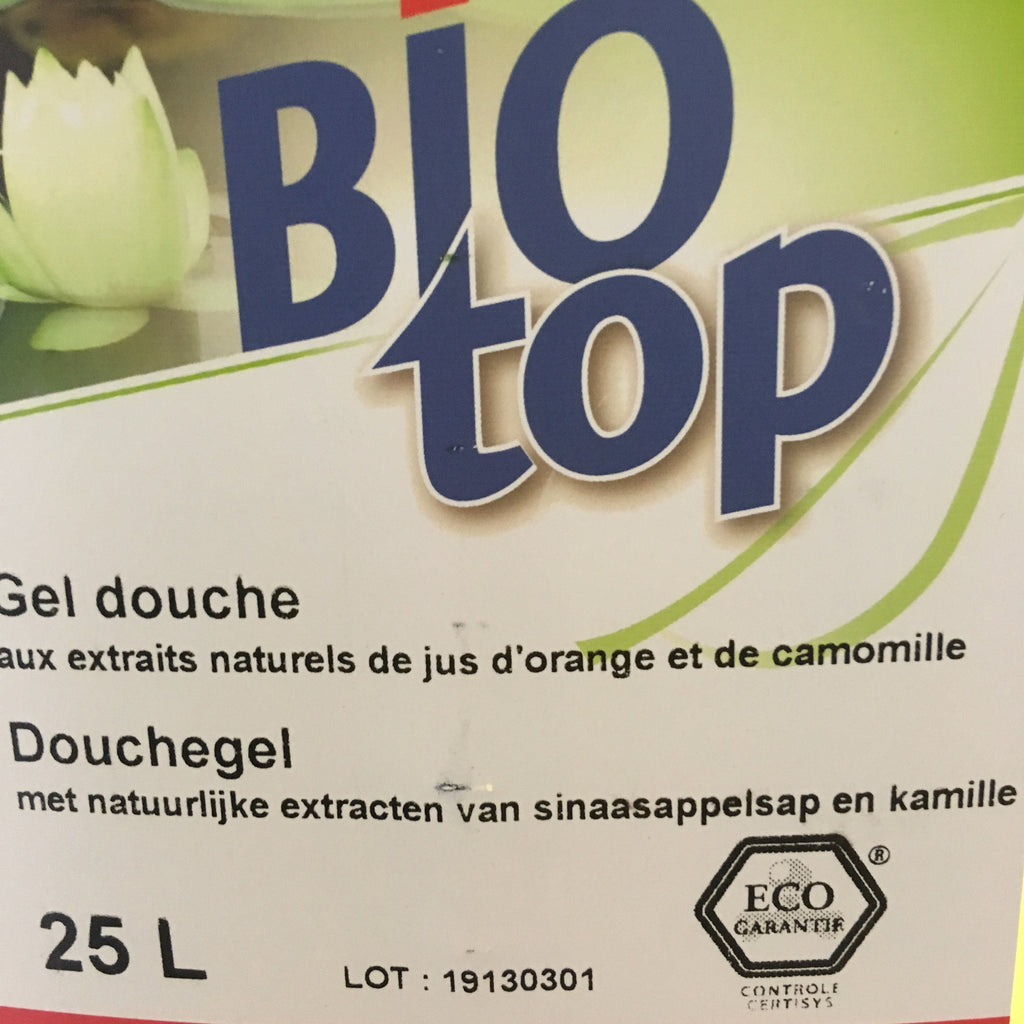 BIO
top
Gel douche
aux extraits naturels de jus d'orange et de camomille
Douchegel
met natuurlijke extracten van sinaasappelsap en kamille
25 L
LOT : 19130301
ECO
GARANTIE
®
CONTROLE
CERTISYS